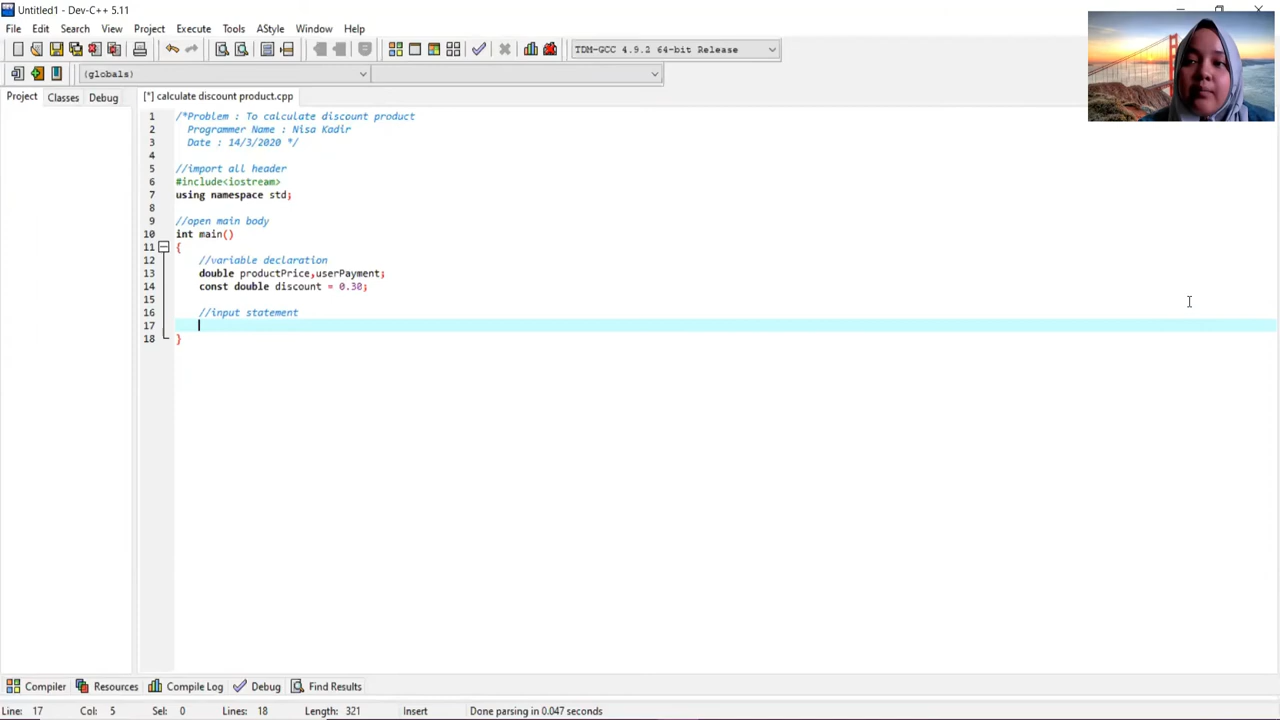 Untitled1 - Dev-C++ 5.11
File Edit Search View Project Execute Tools AStyle Window Help
TDM-GCC 4.9.2 64-bit Release
(globals)
Project Classes Debug
[*] calculate discount product.cpp
1 /*Problem : To calculate discount product
2 Programmer Name : Nisa Kadir
3 Date : 14/3/2020 */
4
5 //import all header
6 #include<iostream>
7 using namespace std;
8
9 //open main body
10 int main()
11 {
12 //variable declaration
13 double productPrice,userPayment;
14 const double discount = 0.30;
15
16 //input statement
17
18 }
Compiler Resources Compile Log Debug Find Results
Line: 17 Col: 5 Sel: 0 Lines: 18 Length: 321 Insert Done parsing in 0.047 seconds